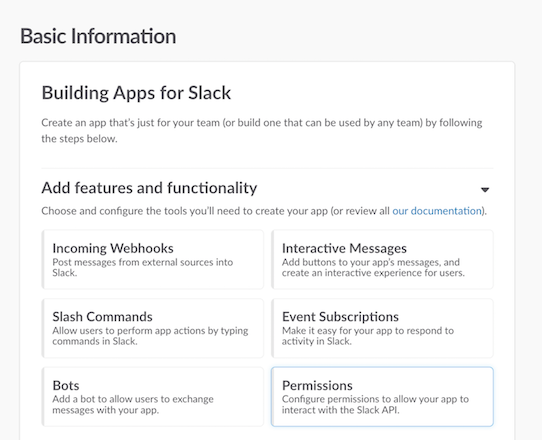 Basic Information
Building Apps for Slack
Create an app that's just for your team (or build one that can be used by any team) by following
the steps below.
Add features and functionality
Choose and configure the tools you'll need to create your app (or review all our documentation).
Incoming Webhooks
Post messages from external sources into
Slack.
Interactive Messages
Add buttons to your app's messages, and
create an interactive experience for users.
Slash Commands
Allow users to perform app actions by typing
commands in Slack.
Event Subscriptions
Make it easy for your app to respond to
activity in Slack.
Bots
Add a bot to allow users to exchange
messages with your app.
Permissions
Configure permissions to allow your app to
interact with the Slack API.